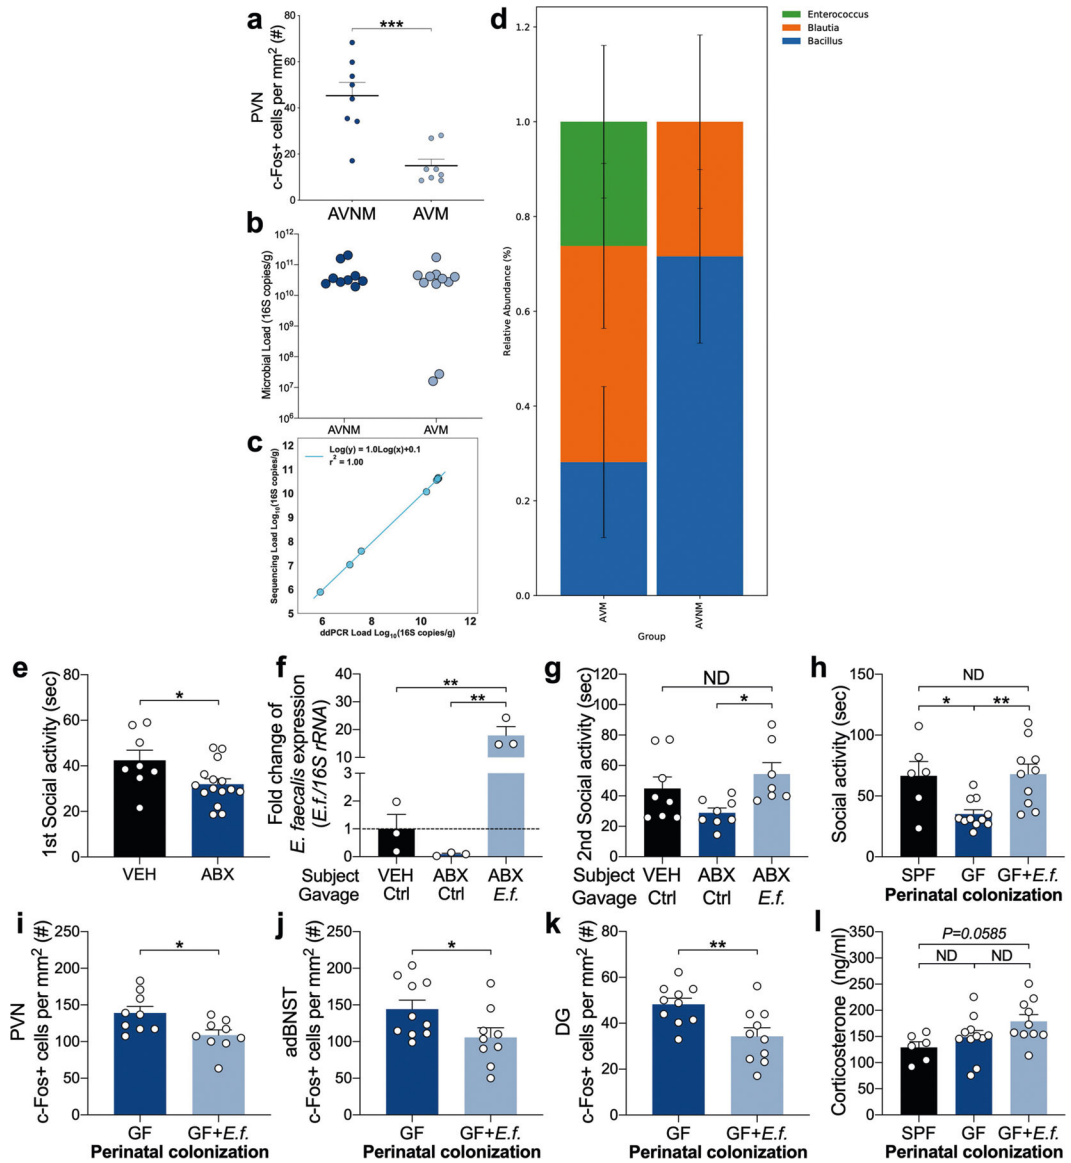 a
PVN
c-Fos+ cells per mm² (#)
80
60
40
20
0
***
AVNM
AVM
b
Microbial Load (16S copies/g)
10¹²
10¹¹
10¹⁰
10⁹
10⁸
10⁷
10⁶
AVNM
AVM
c
Sequencing Load Log₁₀(16S copies/g)
12
11
10
9
8
7
6
5
Log(y) = 1.0Log(x)+0.1
r² = 1.00
6
8
10
12
ddPCR Load Log₁₀(16S copies/g)
d
Enterococcus
Blautia
Bacillus
Relative Abundance (%)
1.2
1.0
0.8
0.6
0.4
0.2
0.0
AVM
AVNM
Group
e
1st Social activity (sec)
80
60
40
20
0
*
VEH
ABX
f
Fold change of
E. faecalis expression
(E.f./16S rRNA)
40
30
20
10
3
2
1
0
**
**
Subject VEH ABX ABX
Gavage Ctrl Ctrl E.f.
g
2nd Social activity (sec)
120
100
80
60
40
20
0
ND
*
Subject VEH ABX ABX
Gavage Ctrl Ctrl E.f.
h
Social activity (sec)
150
100
50
0
ND
*
**
SPF GF GF+E.f.
Perinatal colonization
i
PVN
c-Fos+ cells per mm² (#)
250
200
150
100
50
0
*
GF GF+E.f.
Perinatal colonization
j
adBNST
c-Fos+ cells per mm² (#)
250
200
150
100
50
0
*
GF GF+E.f.
Perinatal colonization
k
DG
c-Fos+ cells per mm² (#)
80
60
40
20
0
**
GF GF+E.f.
Perinatal colonization
l
Corticosterone (ng/ml)
350
300
250
200
150
100
50
0
P=0.0585
ND
ND
SPF GF GF+E.f.
Perinatal colonization